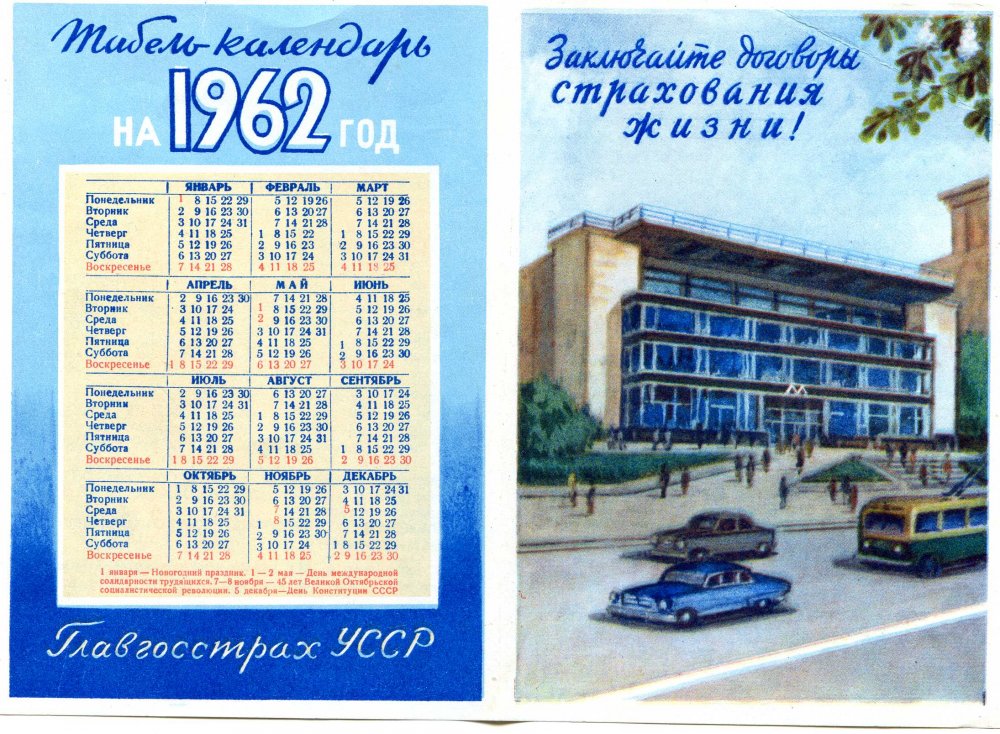 Табель-календарь
НА 1962 ГОД
ЯНВАРЬ ФЕВРАЛЬ МАРТ
Понедельник 1 8 15 22 29 5 12 19 26 5 12 19 26
Вторник 2 9 16 23 30 6 13 20 27 6 13 20 27
Среда 3 10 17 24 31 7 14 21 28 7 14 21 28
Четверг 4 11 18 25 1 8 15 22 1 8 15 22 29
Пятница 5 12 19 26 2 9 16 23 2 9 16 23 30
Суббота 6 13 20 27 3 10 17 24 3 10 17 24 31
Воскресенье 7 14 21 28 4 11 18 25 4 11 18 25
АПРЕЛЬ МАЙ ИЮНЬ
Понедельник 2 9 16 23 30 7 14 21 28 4 11 18 25
Вторник 3 10 17 24 1 8 15 22 29 5 12 19 26
Среда 4 11 18 25 2 9 16 23 30 6 13 20 27
Четверг 5 12 19 26 3 10 17 24 31 7 14 21 28
Пятница 6 13 20 27 4 11 18 25 1 8 15 22 29
Суббота 7 14 21 28 5 12 19 26 2 9 16 23 30
Воскресенье 1 8 15 22 29 6 13 20 27 3 10 17 24
ИЮЛЬ АВГУСТ СЕНТЯБРЬ
Понедельник 2 9 16 23 30 6 13 20 27 3 10 17 24
Вторник 3 10 17 24 31 7 14 21 28 4 11 18 25
Среда 4 11 18 25 1 8 15 22 29 5 12 19 26
Четверг 5 12 19 26 2 9 16 23 30 6 13 20 27
Пятница 6 13 20 27 3 10 17 24 31 7 14 21 28
Суббота 7 14 21 28 4 11 18 25 1 8 15 22 29
Воскресенье 1 8 15 22 29 5 12 19 26 2 9 16 23 30
ОКТЯБРЬ НОЯБРЬ ДЕКАБРЬ
Понедельник 1 8 15 22 29 5 12 19 26 3 10 17 24 31
Вторник 2 9 16 23 30 6 13 20 27 4 11 18 25
Среда 3 10 17 24 31 7 14 21 28 5 12 19 26
Четверг 4 11 18 25 1 8 15 22 29 6 13 20 27
Пятница 5 12 19 26 2 9 16 23 30 7 14 21 28
Суббота 6 13 20 27 3 10 17 24 1 8 15 22 29
Воскресенье 7 14 21 28 4 11 18 25 2 9 16 23 30
1 января — Новогодний праздник. 1 — 2 мая — День международной
солидарности трудящихся. 7—8 ноября — 45 лет Великой Октябрьской
социалистической революции. 5 декабря—День Конституции СССР
Главгосстрах УССР
Заключайте договоры
страхования
жизни!